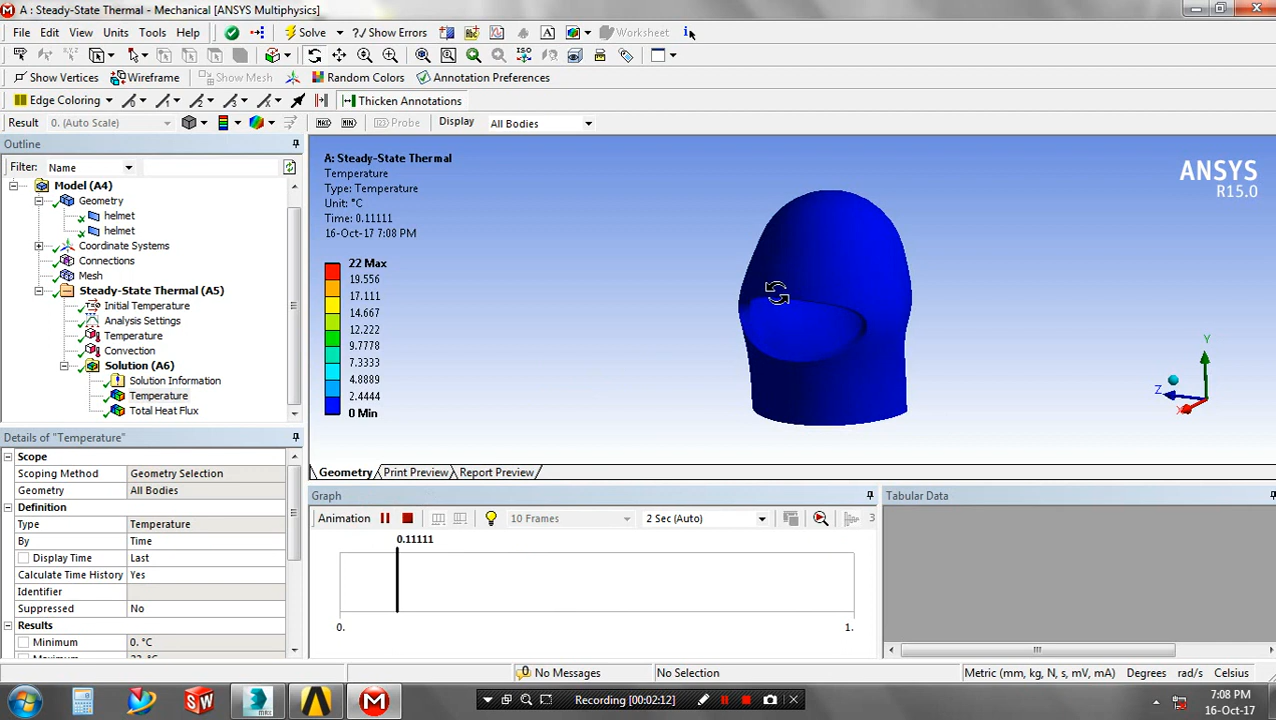 A : Steady-State Thermal - Mechanical [ANSYS Multiphysics]
File Edit View Units Tools Help Solve ?/ Show Errors Worksheet
Show Vertices Wireframe Show Mesh Random Colors Annotation Preferences
Edge Coloring Thicken Annotations
Result 0. (Auto Scale) MAX MIN Probe Display All Bodies
Outline
Filter: Name
Model (A4)
Geometry
helmet
helmet
Coordinate Systems
Connections
Mesh
Steady-State Thermal (A5)
Initial Temperature
Analysis Settings
Temperature
Convection
Solution (A6)
Solution Information
Temperature
Total Heat Flux
A: Steady-State Thermal
Temperature
Type: Temperature
Unit: °C
Time: 0.11111
16-Oct-17 7:08 PM
22 Max
19.556
17.111
14.667
12.222
9.7778
7.3333
4.8889
2.4444
0 Min
ANSYS
R15.0
Y
Z
X
Geometry Print Preview Report Preview
Details of "Temperature"
Scope
Scoping Method Geometry Selection
Geometry All Bodies
Definition
Type Temperature
By Time
Display Time Last
Calculate Time History Yes
Identifier
Suppressed No
Results
Minimum 0. °C
Graph
Animation 10 Frames 2 Sec (Auto) 3
0.11111
0. 1.
Tabular Data
No Messages No Selection Metric (mm, kg, N, s, mV, mA) Degrees rad/s Celsius
Recording [00:02:12]
7:08 PM
16-Oct-17